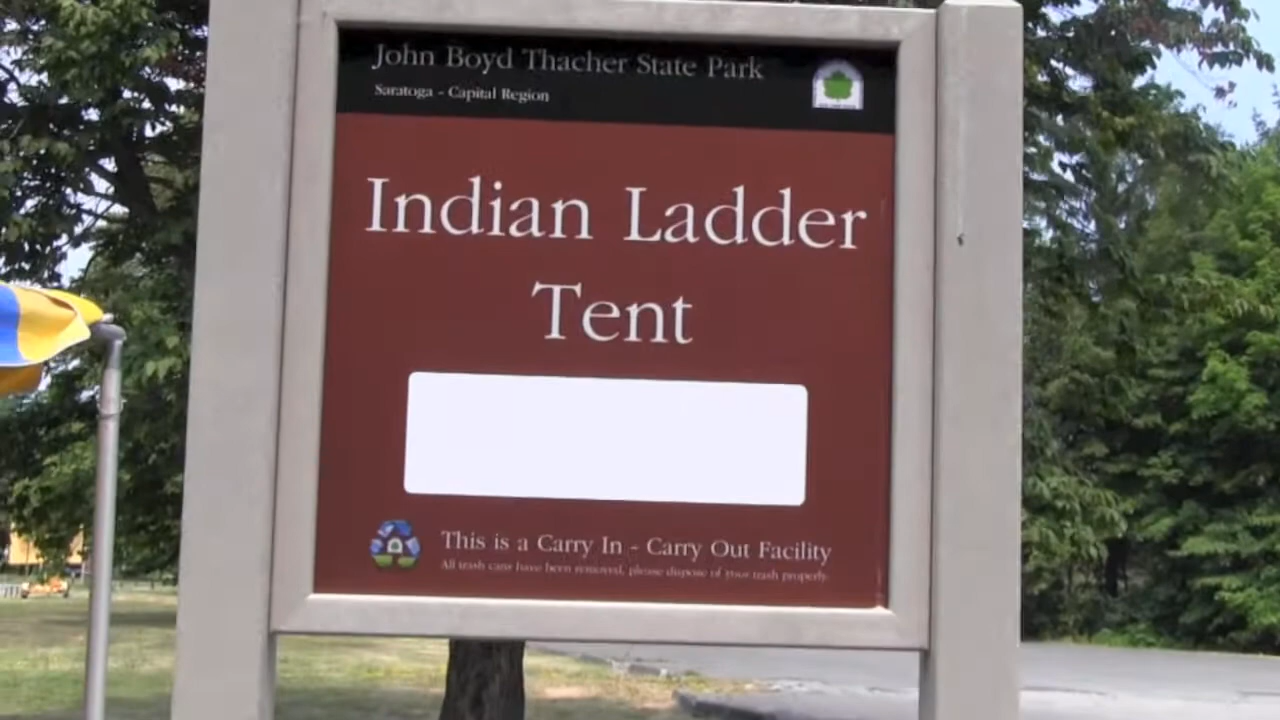 John Boyd Thacher State Park
Saratoga - Capital Region
Indian Ladder
Tent
This is a Carry In - Carry Out Facility
All trash cans have been removed, please dispose of your trash properly.